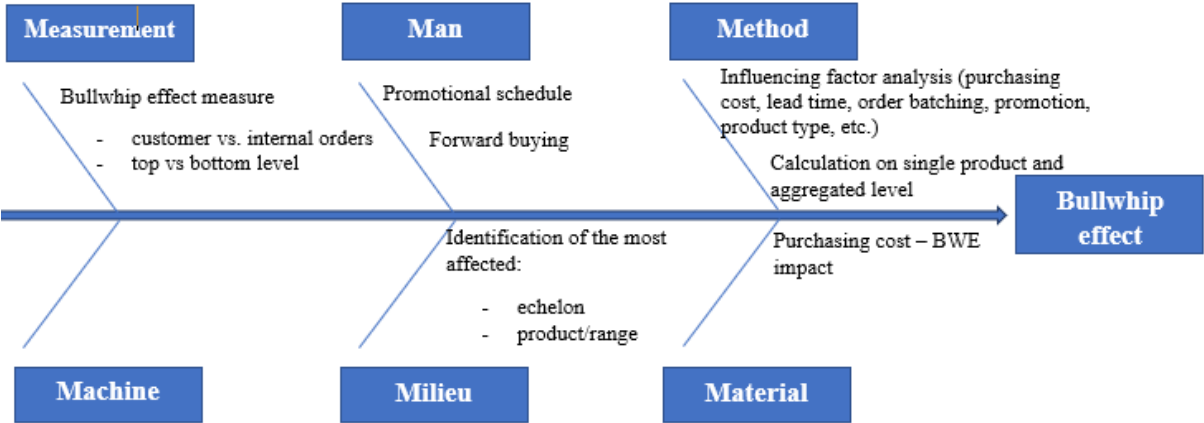 Measurement
Man
Method
Bullwhip effect measure
- customer vs. internal orders
- top vs bottom level
Promotional schedule
Forward buying
Influencing factor analysis (purchasing
cost, lead time, order batching, promotion,
product type, etc.)
Calculation on single product and
aggregated level
Bullwhip
effect
Identification of the most
affected:
- echelon
- product/range
Purchasing cost – BWE
impact
Machine
Milieu
Material